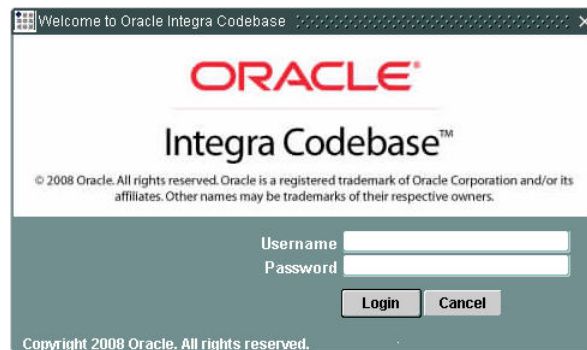 Welcome to Oracle Integra Codebase
ORACLE®
Integra Codebase™
© 2008 Oracle. All rights reserved. Oracle is a registered trademark of Oracle Corporation and/or its
affiliates. Other names may be trademarks of their respective owners.
Username
Password
Login Cancel
Copyright 2008 Oracle. All rights reserved.